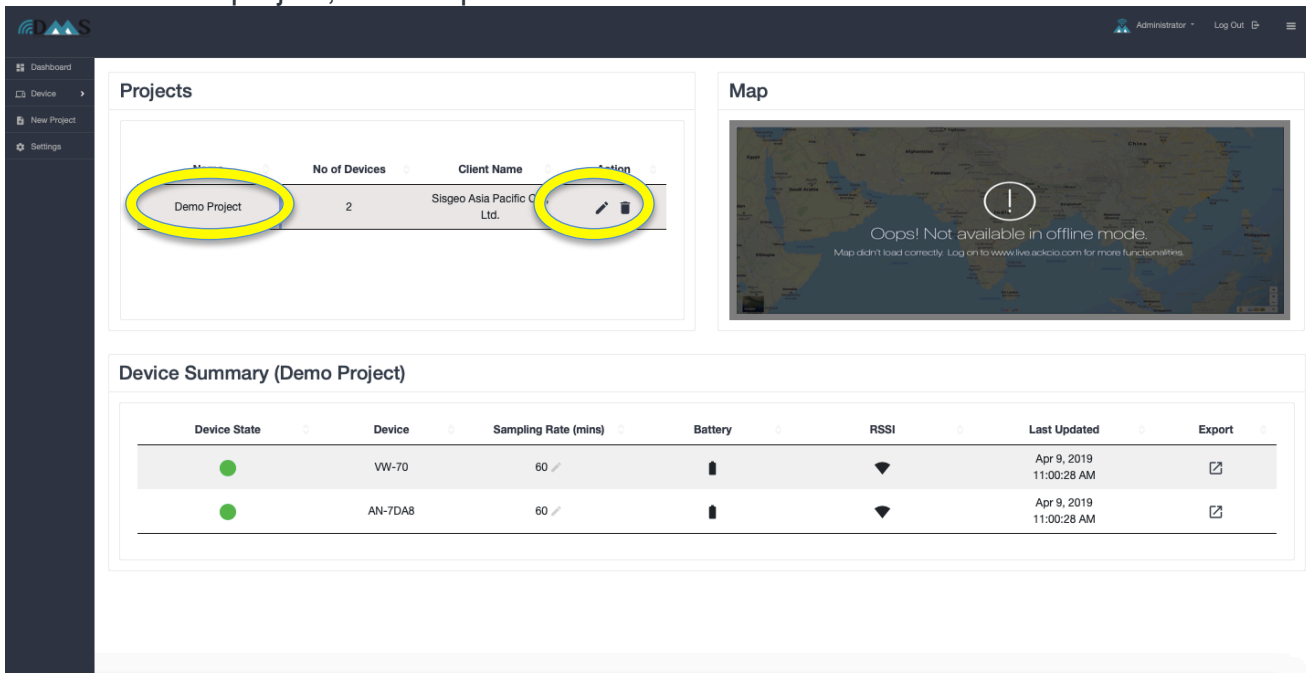 DMS
Administrator
Log Out
Dashboard
Device
New Project
Settings
Projects
Map
No of Devices
Client Name
Demo Project
2
Sisgeo Asia Pacific
Ltd.
China
Oops! Not available in offline mode.
Map didn't load correctly. Log on to www.live.ackcio.com for more functionalities.
Device Summary (Demo Project)
Device State
Device
Sampling Rate (mins)
Battery
RSSI
Last Updated
Export
VW-70
60
Apr 9, 2019
11:00:28 AM
AN-7DA8
60
Apr 9, 2019
11:00:28 AM